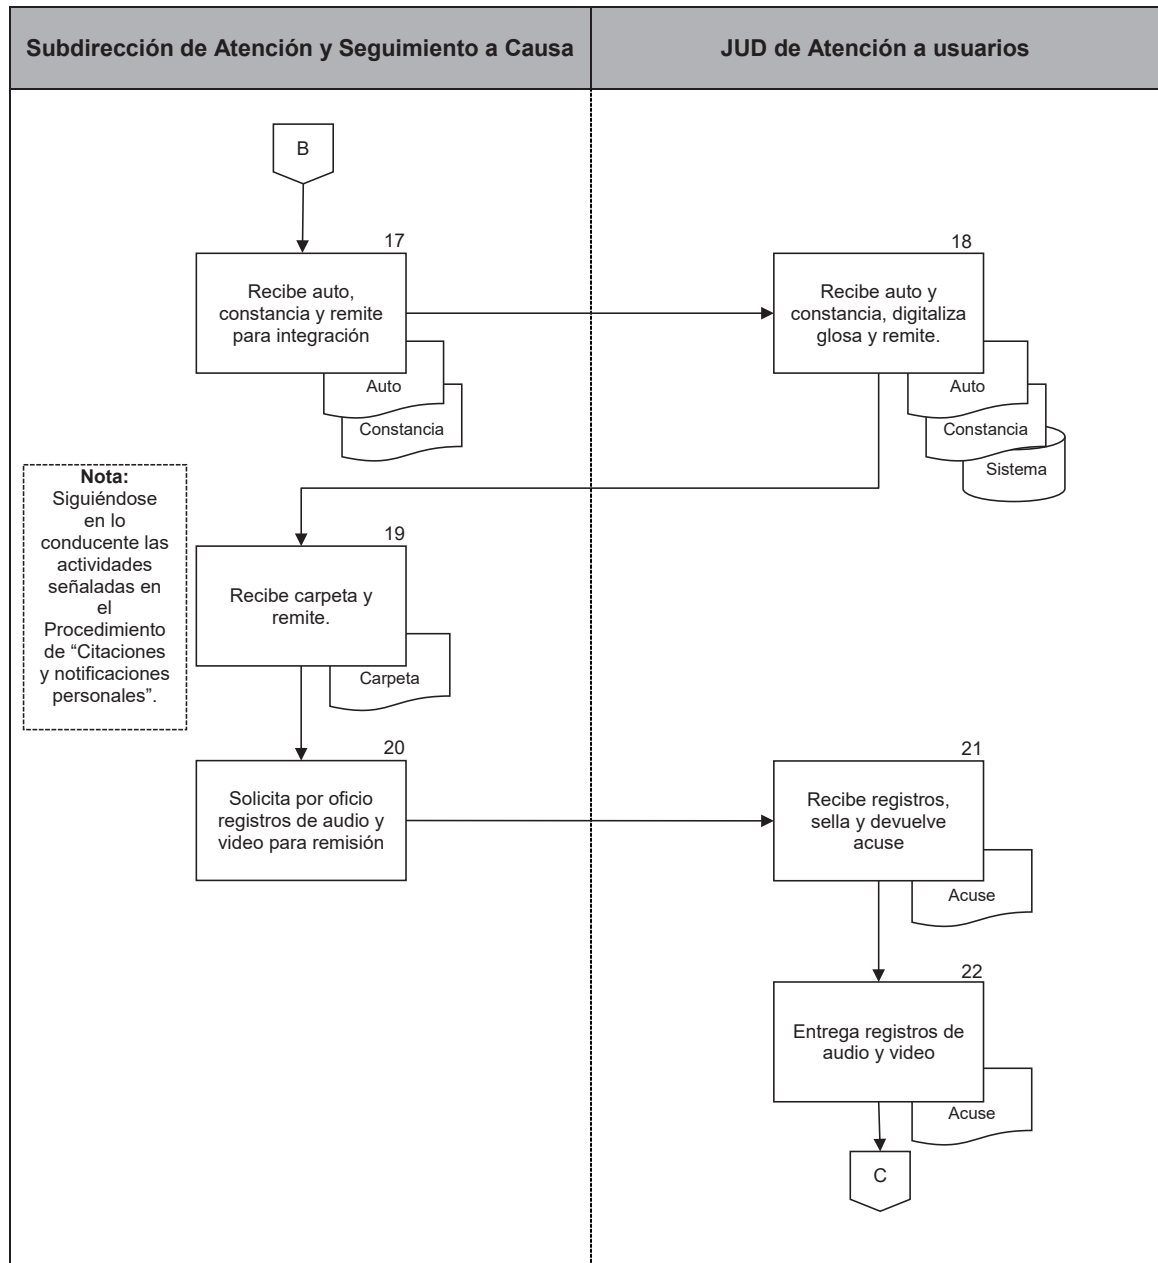 Subdirección de Atención y Seguimiento a Causa
JUD de Atención a usuarios
B
17
Recibe auto,
constancia y remite
para integración
Auto
Constancia
18
Recibe auto y
constancia, digitaliza
glosa y remite.
Auto
Constancia
Sistema
Nota:
Siguiéndose
en lo
conducente las
actividades
señaladas en
el
Procedimiento
de “Citaciones
y notificaciones
personales”.
19
Recibe carpeta y
remite.
Carpeta
20
Solicita por oficio
registros de audio y
video para remisión
21
Recibe registros,
sella y devuelve
acuse
Acuse
22
Entrega registros de
audio y video
Acuse
C